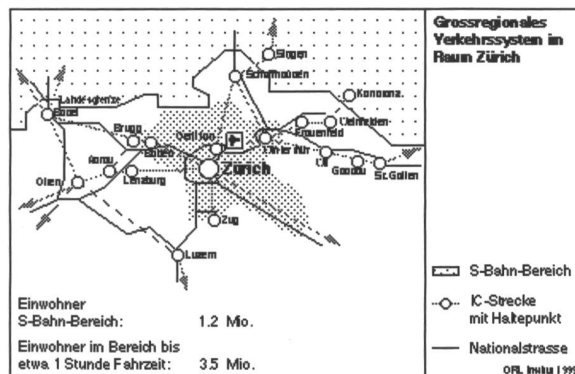 Grossregionales
Verkehrssystem im
Raum Zürich
Singen
Schaffhausen
Konstanz
Landesgrenze
Basel
Brugg
Baden
Oerlikon
Winterthur
Frauenfeld
Weinfelden
Wil
Gossau
St.Gallen
Zürich
Aarau
Lenzburg
Olten
Zug
Luzern
S-Bahn-Bereich
IC-Strecke
mit Haltepunkt
Nationalstrasse
Einwohner
S-Bahn-Bereich: 1.2 Mio.
Einwohner im Bereich bis
etwa 1 Stunde Fahrzeit: 3.5 Mio.
ORL